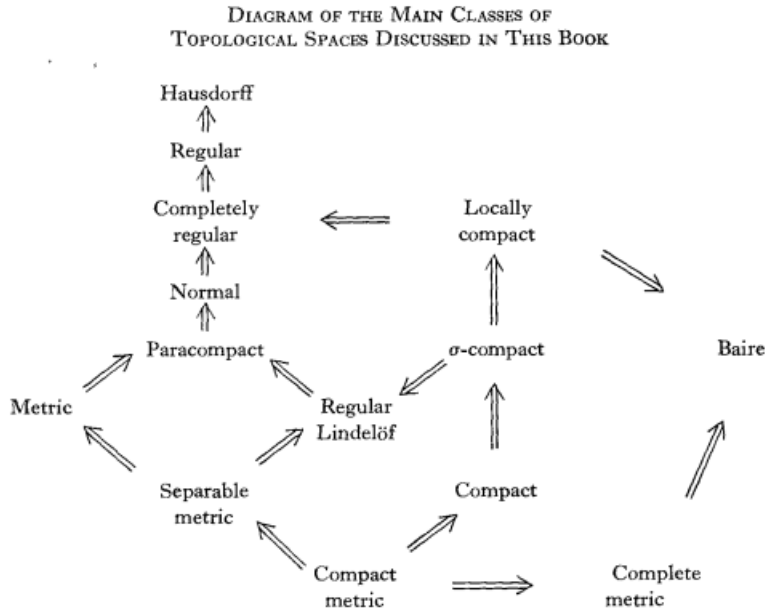 DIAGRAM OF THE MAIN CLASSES OF
TOPOLOGICAL SPACES DISCUSSED IN THIS BOOK
Hausdorff
Regular
Completely
regular
Locally
compact
Normal
Paracompact
σ-compact
Baire
Metric
Regular
Lindelöf
Separable
metric
Compact
Compact
metric
Complete
metric